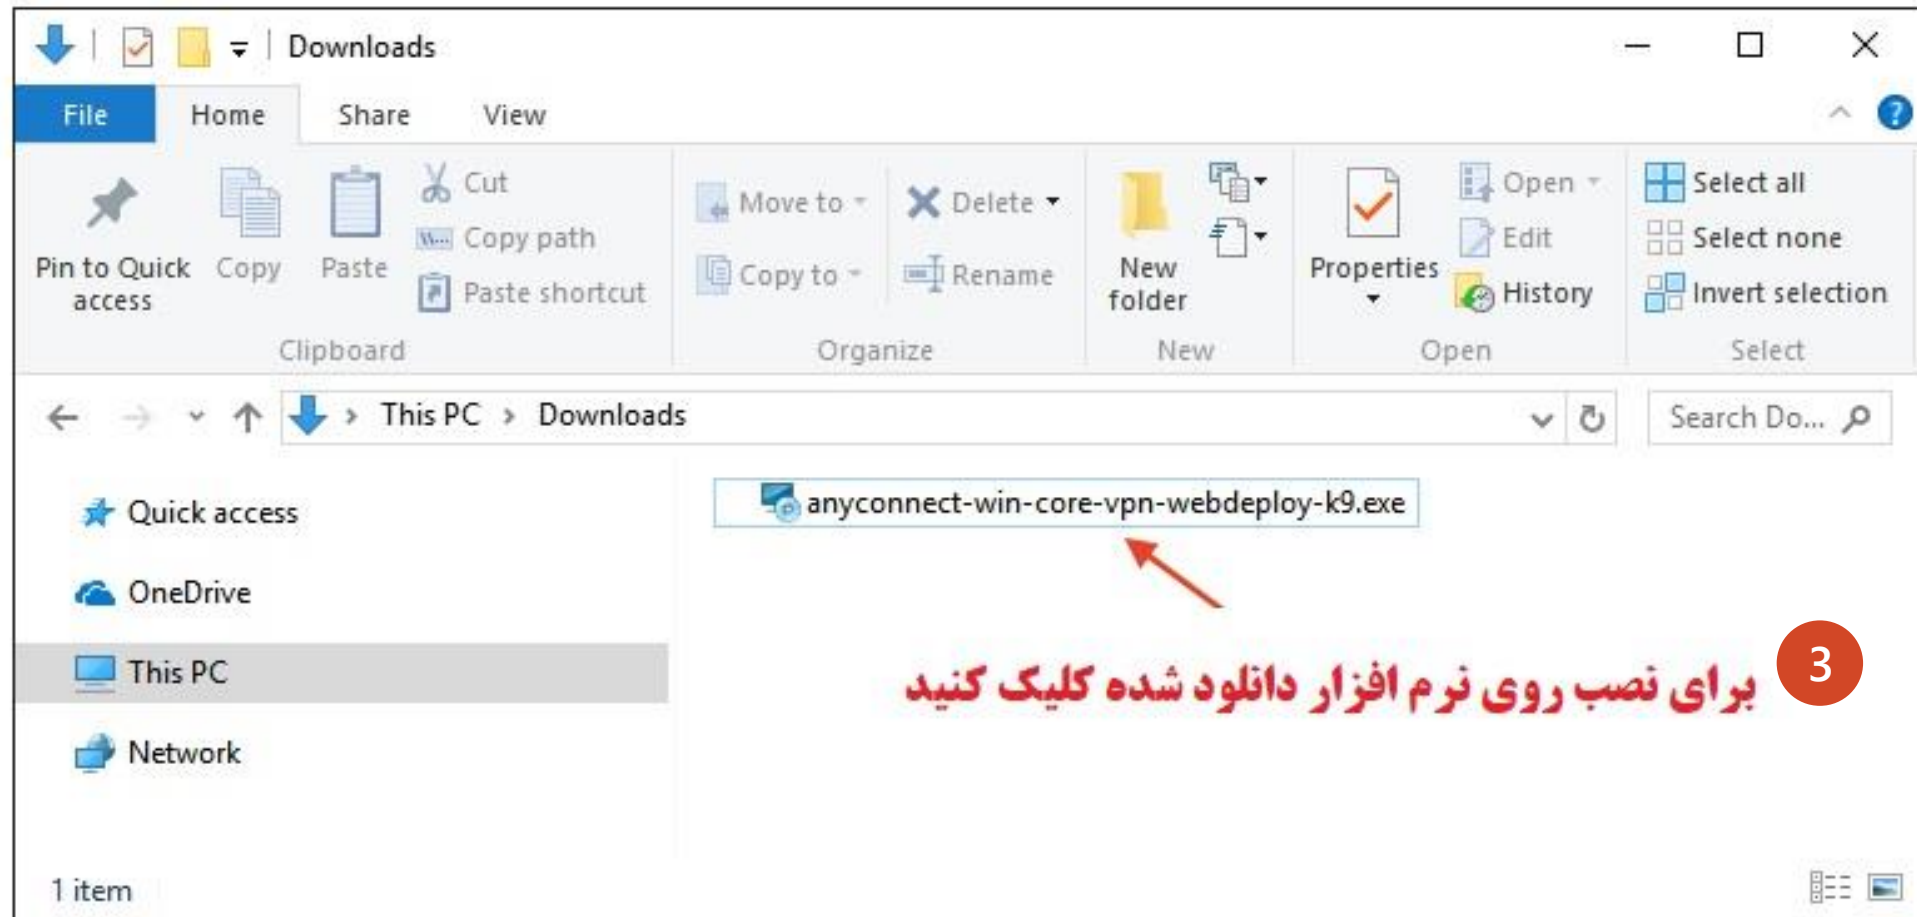 Downloads
File Home Share View
Pin to Quick access
Copy
Paste
Cut
Copy path
Paste shortcut
Clipboard
Move to
Copy to
Delete
Rename
Organize
New folder
New
Properties
Open
Edit
History
Open
Select all
Select none
Invert selection
Select
This PC > Downloads
Search Do...
Quick access
OneDrive
This PC
Network
anyconnect-win-core-vpn-webdeploy-k9.exe
3
برای نصب روی نرم افزار دانلود شده کلیک کنید
1 item